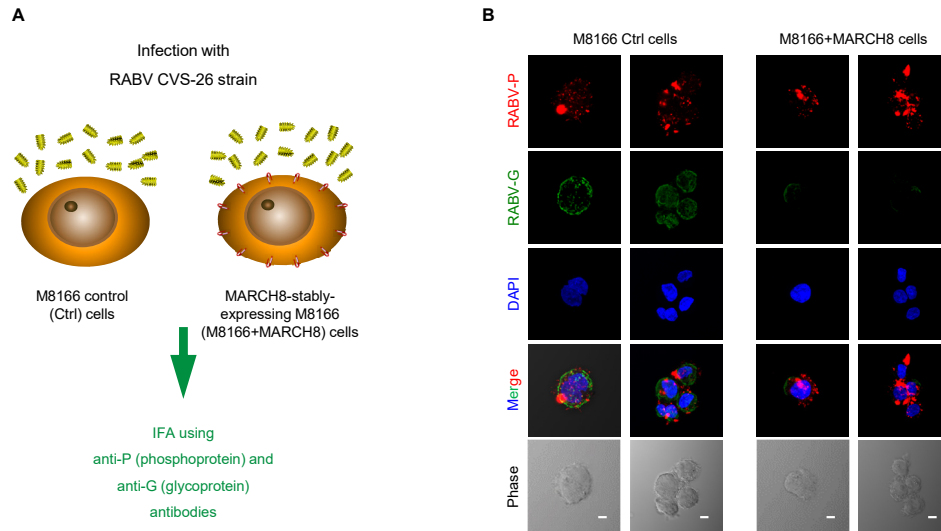 A
Infection with
RABV CVS-26 strain
M8166 control
(Ctrl) cells
MARCH8-stably-
expressing M8166
(M8166+MARCH8) cells
IFA using
anti-P (phosphoprotein) and
anti-G (glycoprotein)
antibodies
B
M8166 Ctrl cells
M8166+MARCH8 cells
RABV-P
RABV-G
DAPI
Merge
Phase